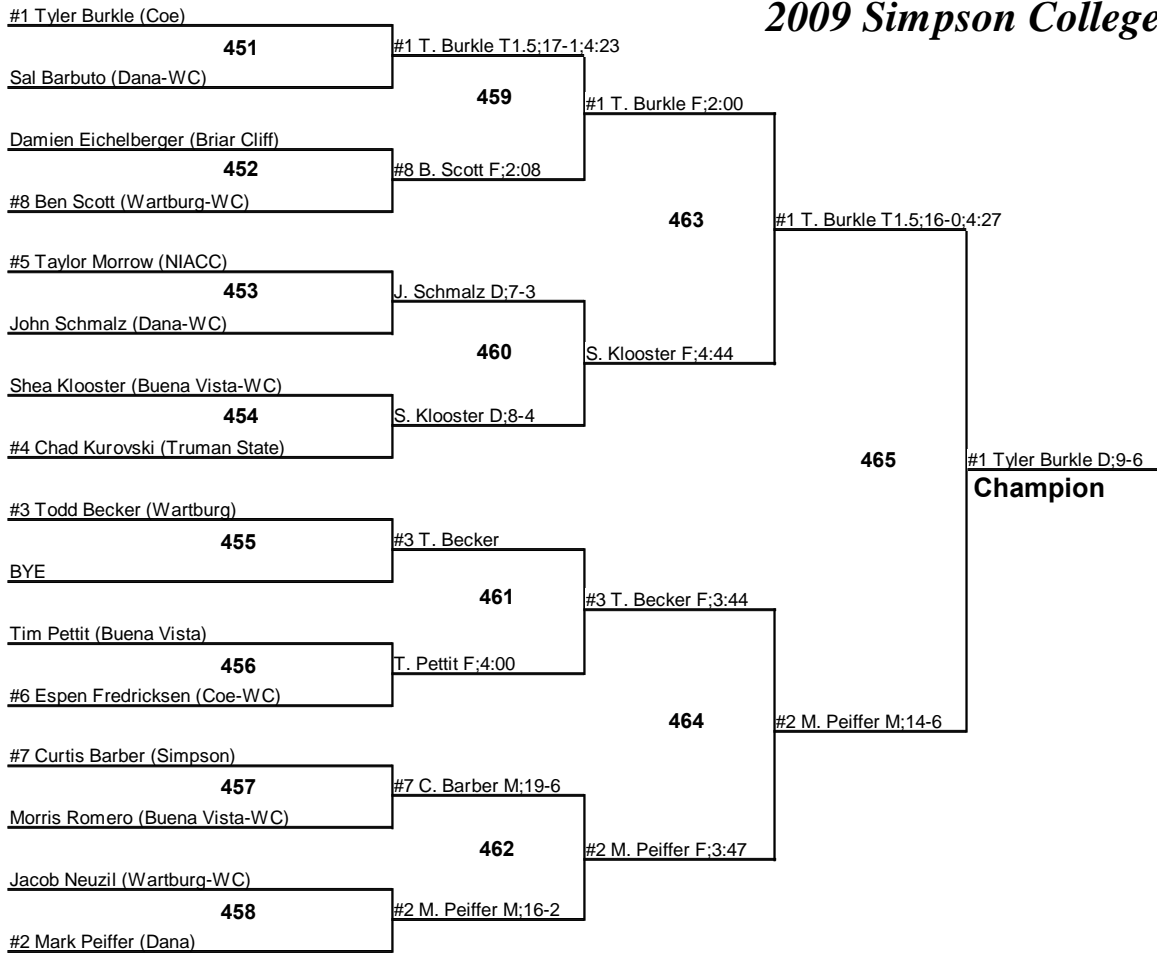 2009 Simpson College
#1 Tyler Burkle (Coe)
451
#1 T. Burkle T1.5;17-1;4:23
Sal Barbuto (Dana-WC)
459
#1 T. Burkle F;2:00
Damien Eichelberger (Briar Cliff)
452
#8 B. Scott F;2:08
#8 Ben Scott (Wartburg-WC)
463
#1 T. Burkle T1.5;16-0;4:27
#5 Taylor Morrow (NIACC)
453
J. Schmalz D;7-3
John Schmalz (Dana-WC)
460
S. Klooster F;4:44
Shea Klooster (Buena Vista-WC)
454
S. Klooster D;8-4
#4 Chad Kurovski (Truman State)
465
#1 Tyler Burkle D;9-6
Champion
#3 Todd Becker (Wartburg)
455
#3 T. Becker
BYE
461
#3 T. Becker F;3:44
Tim Pettit (Buena Vista)
456
T. Pettit F;4:00
#6 Espen Fredricksen (Coe-WC)
464
#2 M. Peiffer M;14-6
#7 Curtis Barber (Simpson)
457
#7 C. Barber M;19-6
Morris Romero (Buena Vista-WC)
462
#2 M. Peiffer F;3:47
Jacob Neuzil (Wartburg-WC)
458
#2 M. Peiffer M;16-2
#2 Mark Peiffer (Dana)